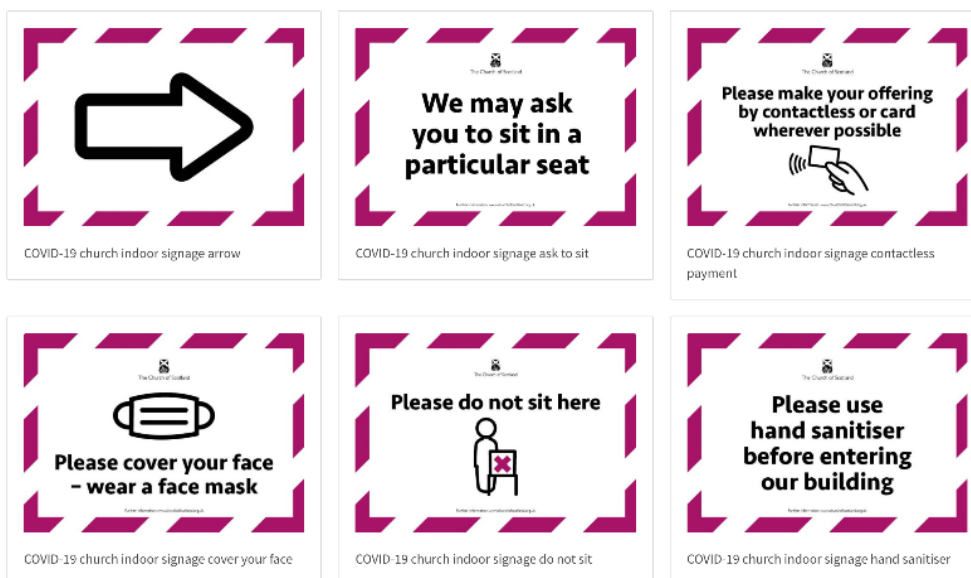 The Church of Scotland
We may ask
you to sit in a
particular seat
The Church of Scotland
Please make your offering
by contactless or card
wherever possible
COVID-19 church indoor signage arrow
COVID-19 church indoor signage ask to sit
COVID-19 church indoor signage contactless
payment
The Church of Scotland
Please cover your face
– wear a face mask
The Church of Scotland
Please do not sit here
The Church of Scotland
Please use
hand sanitiser
before entering
our building
COVID-19 church indoor signage cover your face
COVID-19 church indoor signage do not sit
COVID-19 church indoor signage hand sanitiser